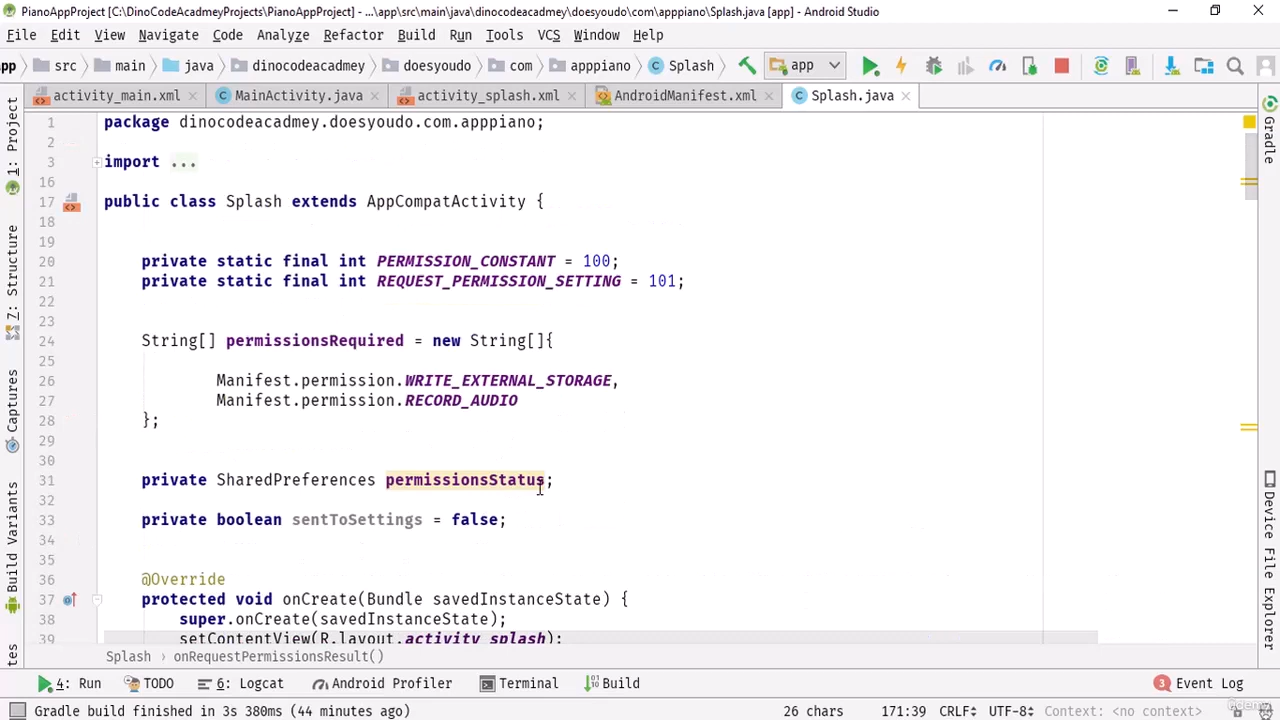 PianoAppProject [C:\DinoCodeAcadmeyProjects\PianoAppProject] - ...\app\src\main\java\dinocodeacadmey\doesyoudo\com\apppiano\Splash.java [app] - Android Studio
File Edit View Navigate Code Analyze Refactor Build Run Tools VCS Window Help
app src main java dinocodeacadmey doesyoudo com apppiano Splash app
activity_main.xml MainActivity.java activity_splash.xml AndroidManifest.xml Splash.java
1 package dinocodeacadmey.doesyoudo.com.apppiano;
2
3 import ...
16
17 public class Splash extends AppCompatActivity {
18
19
20 private static final int PERMISSION_CONSTANT = 100;
21 private static final int REQUEST_PERMISSION_SETTING = 101;
22
23
24 String[] permissionsRequired = new String[]{
25
26 Manifest.permission.WRITE_EXTERNAL_STORAGE,
27 Manifest.permission.RECORD_AUDIO
28 };
29
30
31 private SharedPreferences permissionsStatus;
32
33 private boolean sentToSettings = false;
34
35
36 @Override
37 protected void onCreate(Bundle savedInstanceState) {
38 super.onCreate(savedInstanceState);
39 setContentView(R.layout.activity_splash);
Splash onRequestPermissionsResult()
4: Run TODO 6: Logcat Android Profiler Terminal Build 3 Event Log
Gradle build finished in 3s 380ms (44 minutes ago) 26 chars 171:39 CRLF UTF-8 Context: <no context>
1: Project
7: Structure
Captures
Build Variants
Gradle
Device File Explorer